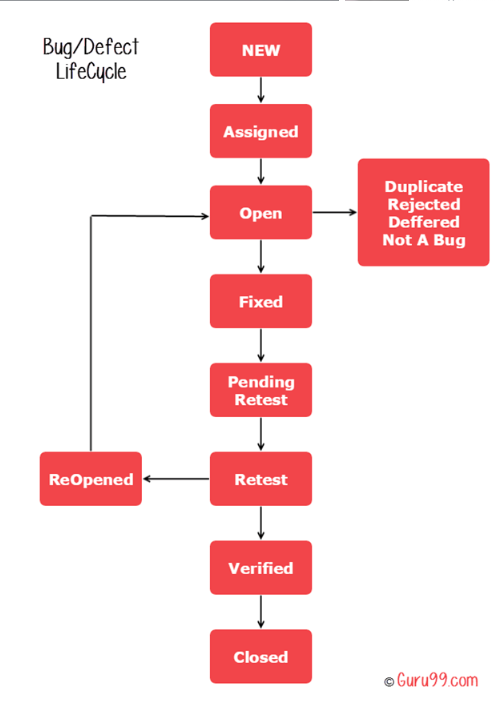 Bug/Defect
LifeCycle
NEW
Assigned
Open
Duplicate
Rejected
Deffered
Not A Bug
Fixed
Pending
Retest
ReOpened
Retest
Verified
Closed
© Guru99.com